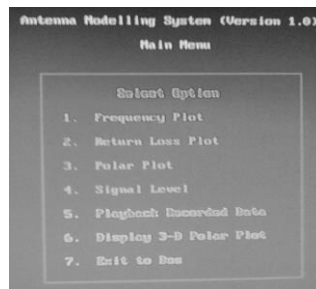 Antenna Modelling System (Version 1.0)
Main Menu
Select Option
1. Frequency Plot
2. Return Loss Plot
3. Polar Plot
4. Signal Level
5. Playback Recorded Data
6. Display 3-D Polar Plot
7. Exit to Dos